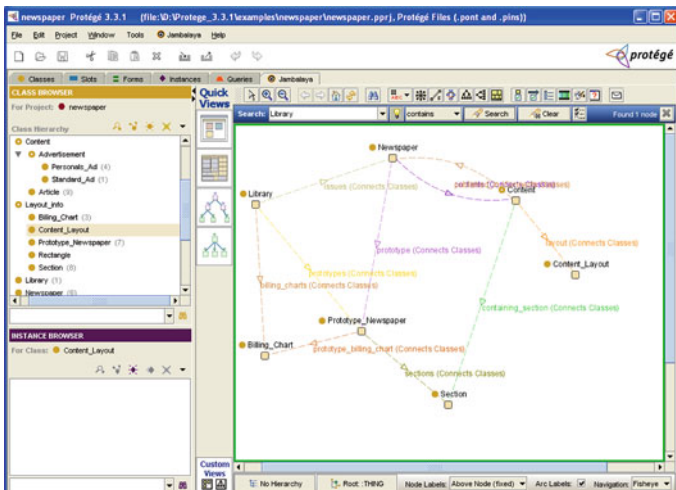 newspaper Protégé 3.3.1 (file:\D:\Protege_3.3.1\examples\newspaper\newspaper.pprj, Protégé Files (.pont and .pins))
File Edit Project Window Tools Jambalaya Help
protégé
Classes Slots Forms Instances Queries Jambalaya
CLASS BROWSER
For Project: newspaper
Class Hierarchy
Content
Advertisement
Personals_Ad (4)
Standard_Ad (1)
Article (9)
Layout_info
Billing_Chart (3)
Content_Layout
Prototype_Newspaper (7)
Rectangle
Section (8)
Library (1)
Newspaper (5)
INSTANCE BROWSER
For Class: Content_Layout
Quick Views
Custom Views
Search: Library contains Search Clear Found 1 node
Newspaper
issues (Connects Classes)
Content
Library
prototype (Connects Classes)
layout (Connects Classes)
Content_Layout
prototypes (Connects Classes)
billing_charts (Connects Classes)
containing_section (Connects Classes)
Prototype_Newspaper
Billing_Chart
prototype_billing_chart (Connects Classes)
sections (Connects Classes)
Section
No Hierarchy Root :THING Node Labels: Above Node (fixed) Arc Labels: Navigation: Fisheye